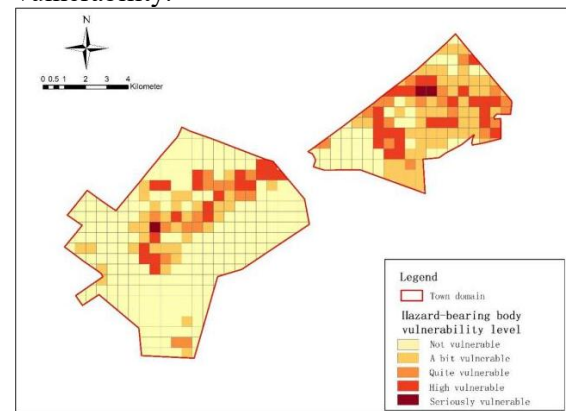 vulnerability.
N
0 0.5 1 2 3 4
Kilometer
Legend
Town domain
Hazard-bearing body
vulnerability level
Not vulnerable
A bit vulnerable
Quite vulnerable
High vulnerable
Seriously vulnerable